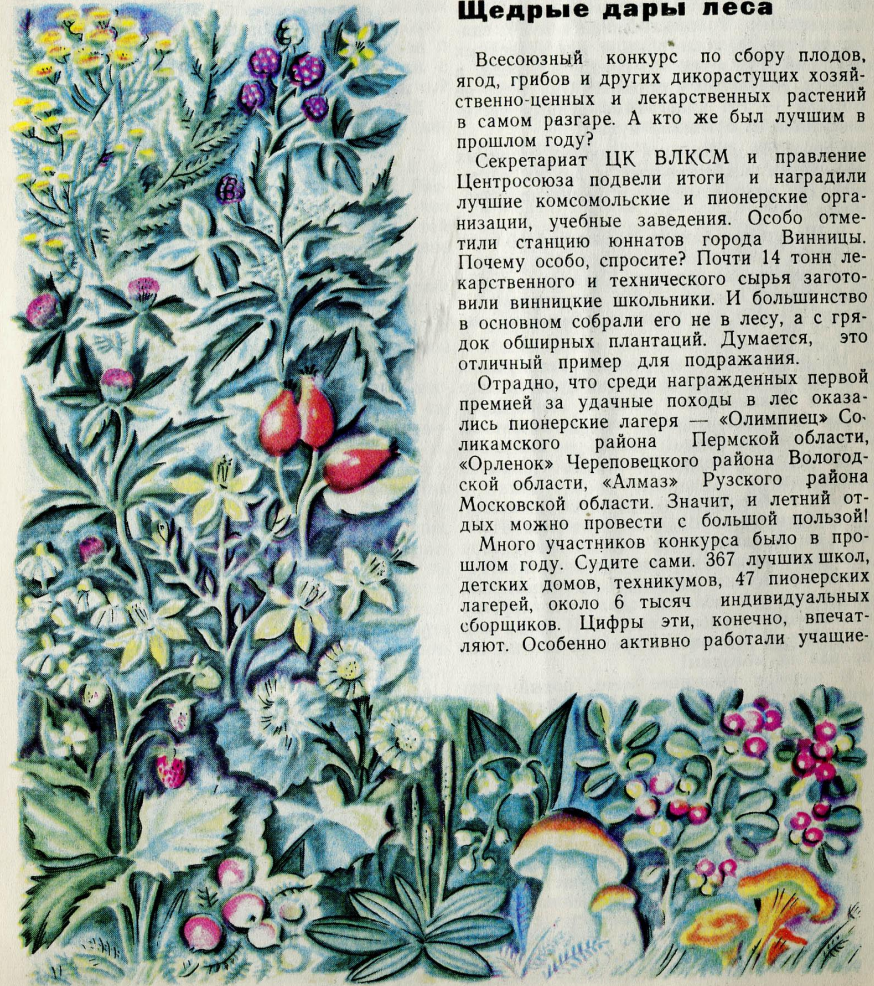 Щедрые дары леса
Всесоюзный конкурс по сбору плодов,
ягод, грибов и других дикорастущих хозяй-
ственно-ценных и лекарственных растений
в самом разгаре. А кто же был лучшим в
прошлом году?
Секретариат ЦК ВЛКСМ и правление
Центросоюза подвели итоги и наградили
лучшие комсомольские и пионерские орга-
низации, учебные заведения. Особо отме-
тили станцию юннатов города Винницы.
Почему особо, спросите? Почти 14 тонн ле-
карственного и технического сырья загото-
вили винницкие школьники. И большинство
в основном собрали его не в лесу, а с гря-
док обширных плантаций. Думается, это
отличный пример для подражания.
Отрадно, что среди награжденных первой
премией за удачные походы в лес оказа-
лись пионерские лагеря — «Олимпиец» Со-
ликамского района Пермской области,
«Орленок» Череповецкого района Вологод-
ской области, «Алмаз» Рузского района
Московской области. Значит, и летний от-
дых можно провести с большой пользой!
Много участников конкурса было в про-
шлом году. Судите сами. 367 лучших школ,
детских домов, техникумов, 47 пионерских
лагерей, около 6 тысяч индивидуальных
сборщиков. Цифры эти, конечно, впечат-
ляют. Особенно активно работали учащие-